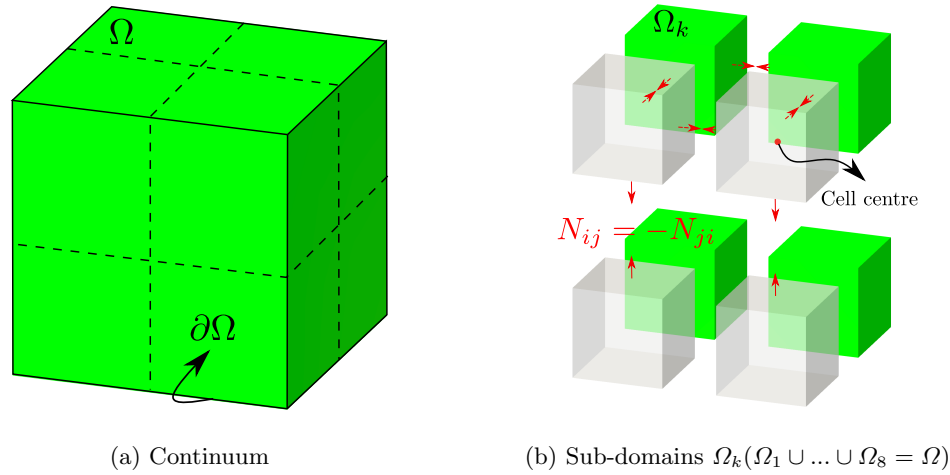 Ω
∂Ω
Ωₖ
Cell centre
Nᵢⱼ = −Nⱼᵢ
(a) Continuum
(b) Sub-domains Ωₖ(Ω₁ ∪ ... ∪ Ω₈ = Ω)